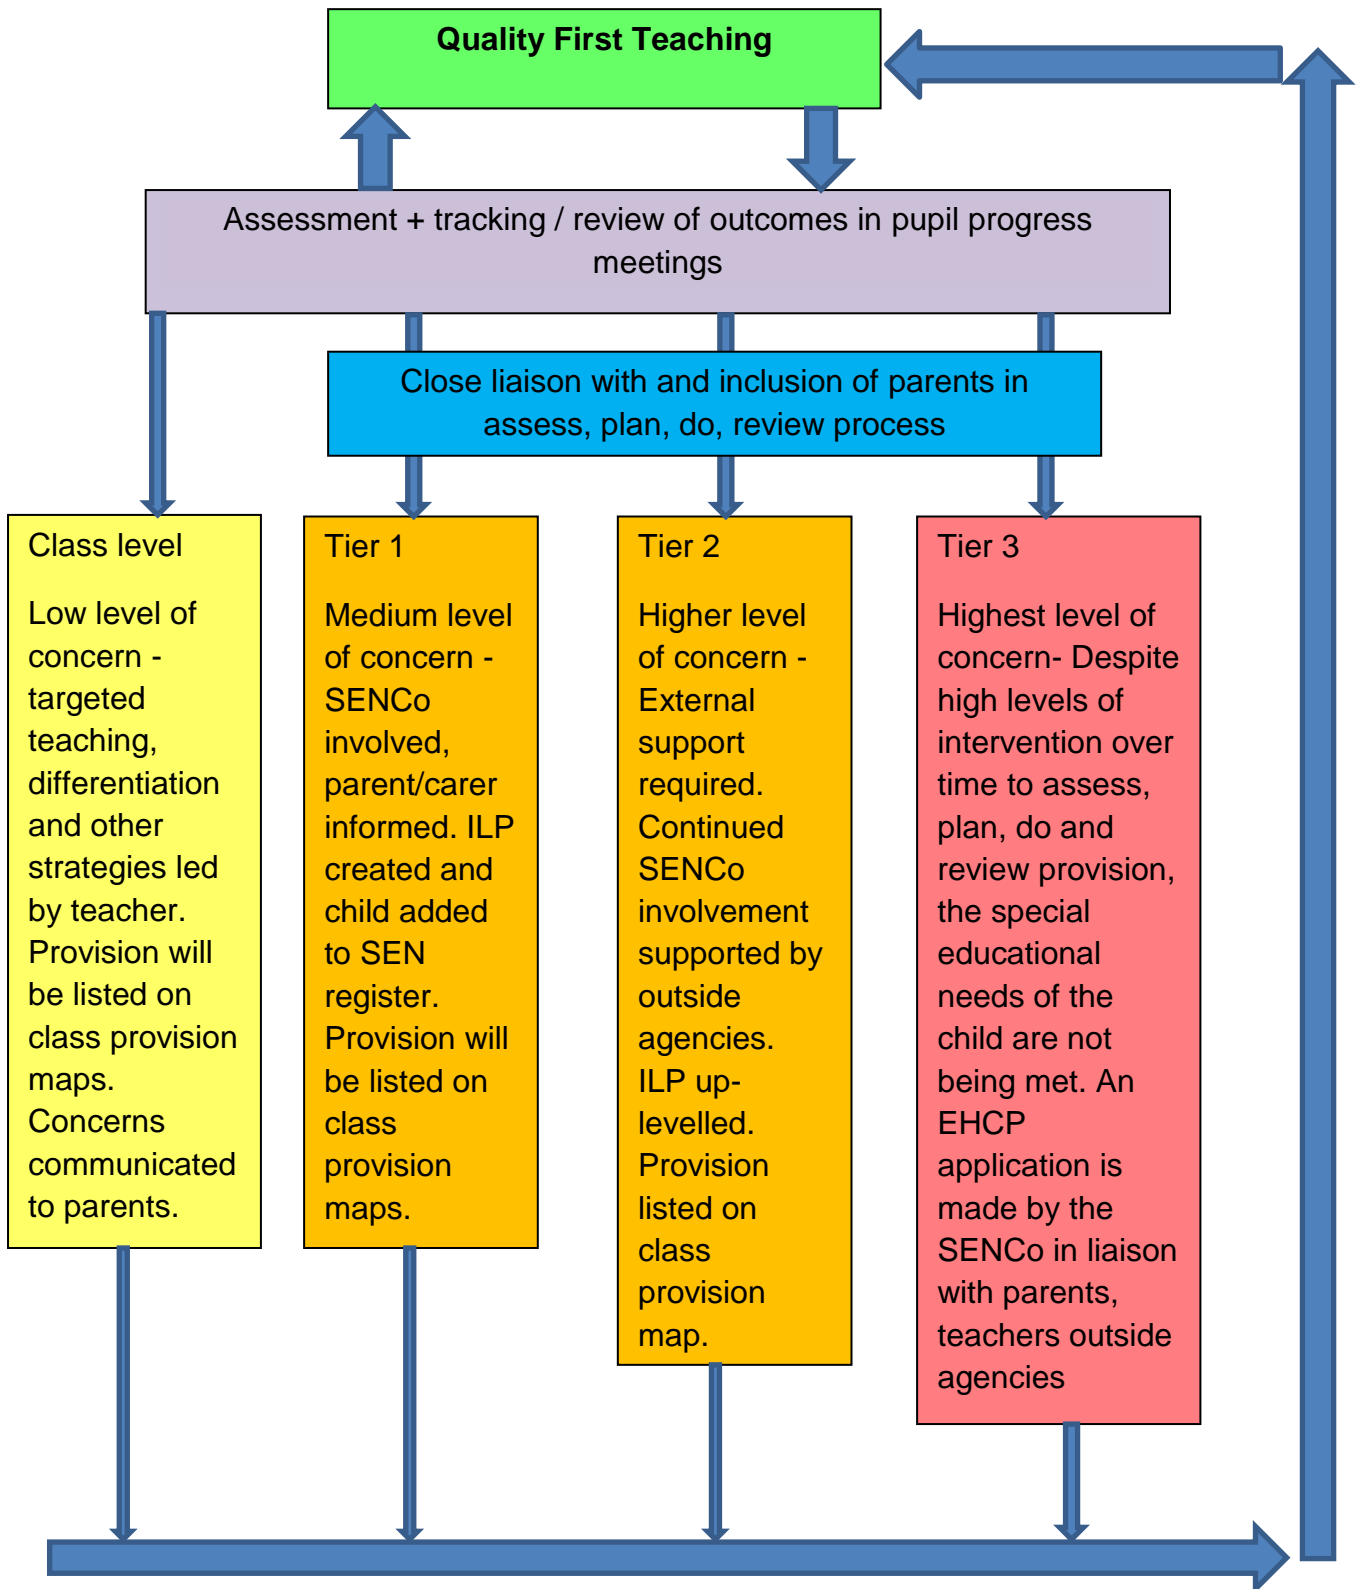 Quality First Teaching
Assessment + tracking / review of outcomes in pupil progress
meetings
Close liaison with and inclusion of parents in
assess, plan, do, review process
Class level
Low level of
concern -
targeted
teaching,
differentiation
and other
strategies led
by teacher.
Provision will
be listed on
class provision
maps.
Concerns
communicated
to parents.
Tier 1
Medium level
of concern -
SENCo
involved,
parent/carer
informed. ILP
created and
child added
to SEN
register.
Provision will
be listed on
class
provision
maps.
Tier 2
Higher level
of concern -
External
support
required.
Continued
SENCo
involvement
supported by
outside
agencies.
ILP up-
levelled.
Provision
listed on
class
provision
map.
Tier 3
Highest level of
concern- Despite
high levels of
intervention over
time to assess,
plan, do and
review provision,
the special
educational
needs of the
child are not
being met. An
EHCP
application is
made by the
SENCo in liaison
with parents,
teachers outside
agencies